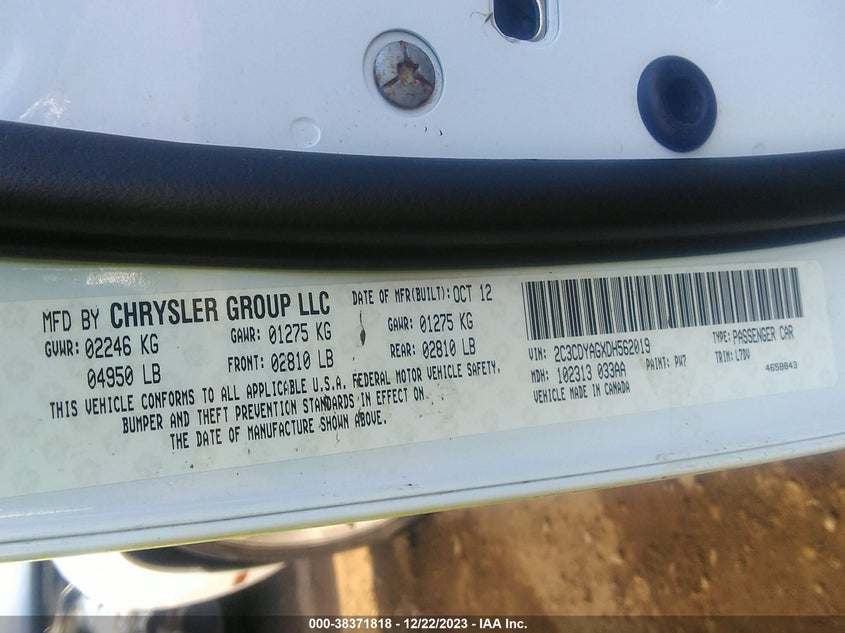 MFD BY CHRYSLER GROUP LLC
DATE OF MFR(BUILT): OCT 12
GVWR: 02246 KG
GAWR: 01275 KG
GAWR: 01275 KG
04950 LB
FRONT: 02810 LB
REAR: 02810 LB
THIS VEHICLE CONFORMS TO ALL APPLICABLE U.S.A. FEDERAL MOTOR VEHICLE SAFETY,
BUMPER AND THEFT PREVENTION STANDARDS IN EFFECT ON
THE DATE OF MANUFACTURE SHOWN ABOVE.
VIN: 2C3CDYAGXDH562019
TYPE: PASSENGER CAR
MDH: 102313 033AA
PAINT: PW7
TRIM: L7DV
VEHICLE MADE IN CANADA
4658843
000-38371818 - 12/22/2023 - IAA Inc.